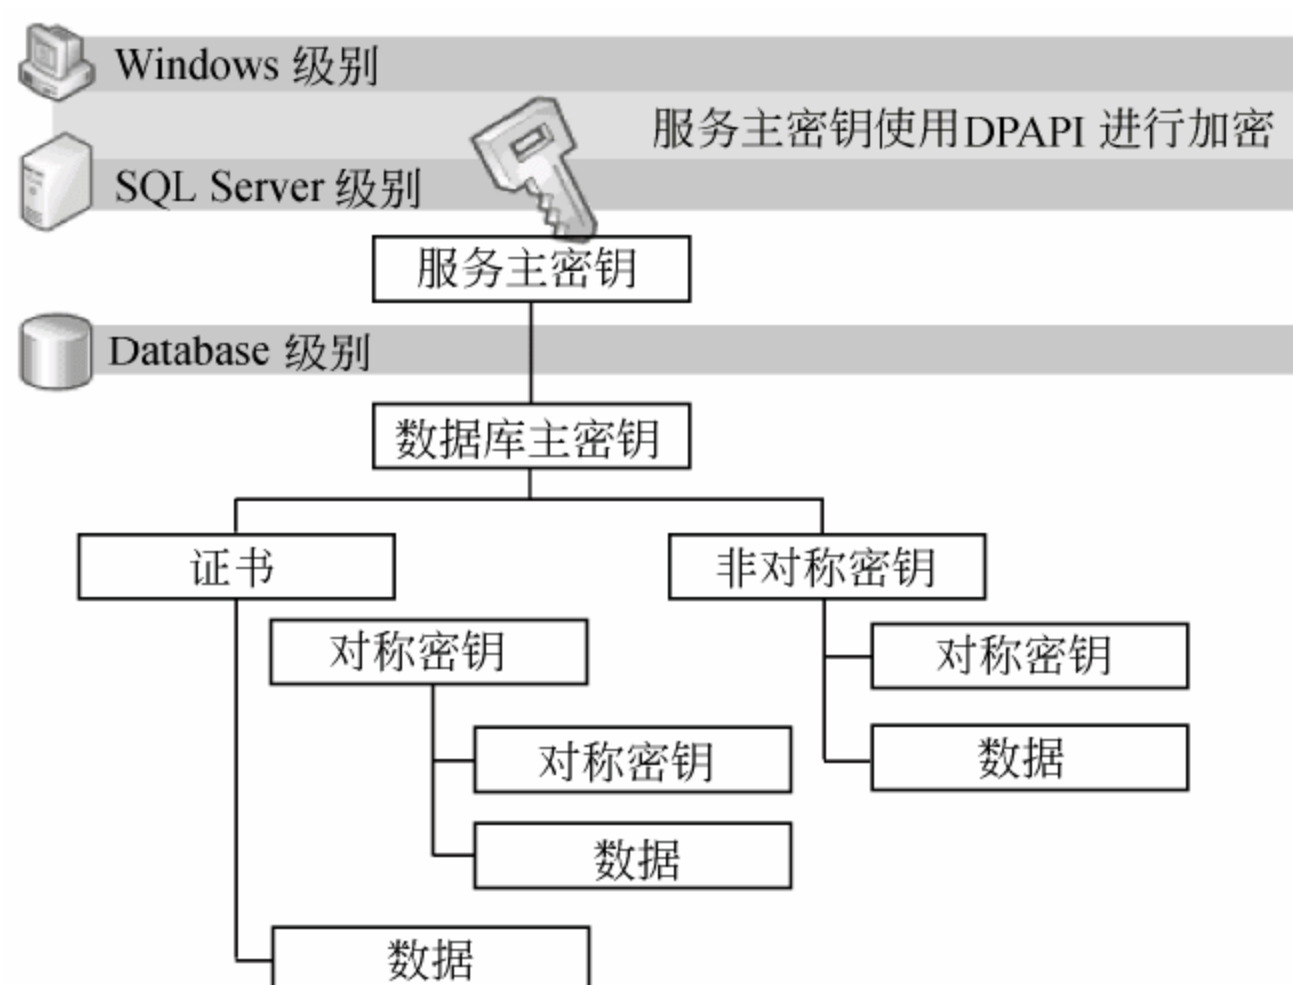 Windows 级别
服务主密钥使用DPAPI 进行加密
SQL Server 级别
服务主密钥
Database 级别
数据库主密钥
证书
非对称密钥
对称密钥
对称密钥
对称密钥
数据
数据
数据